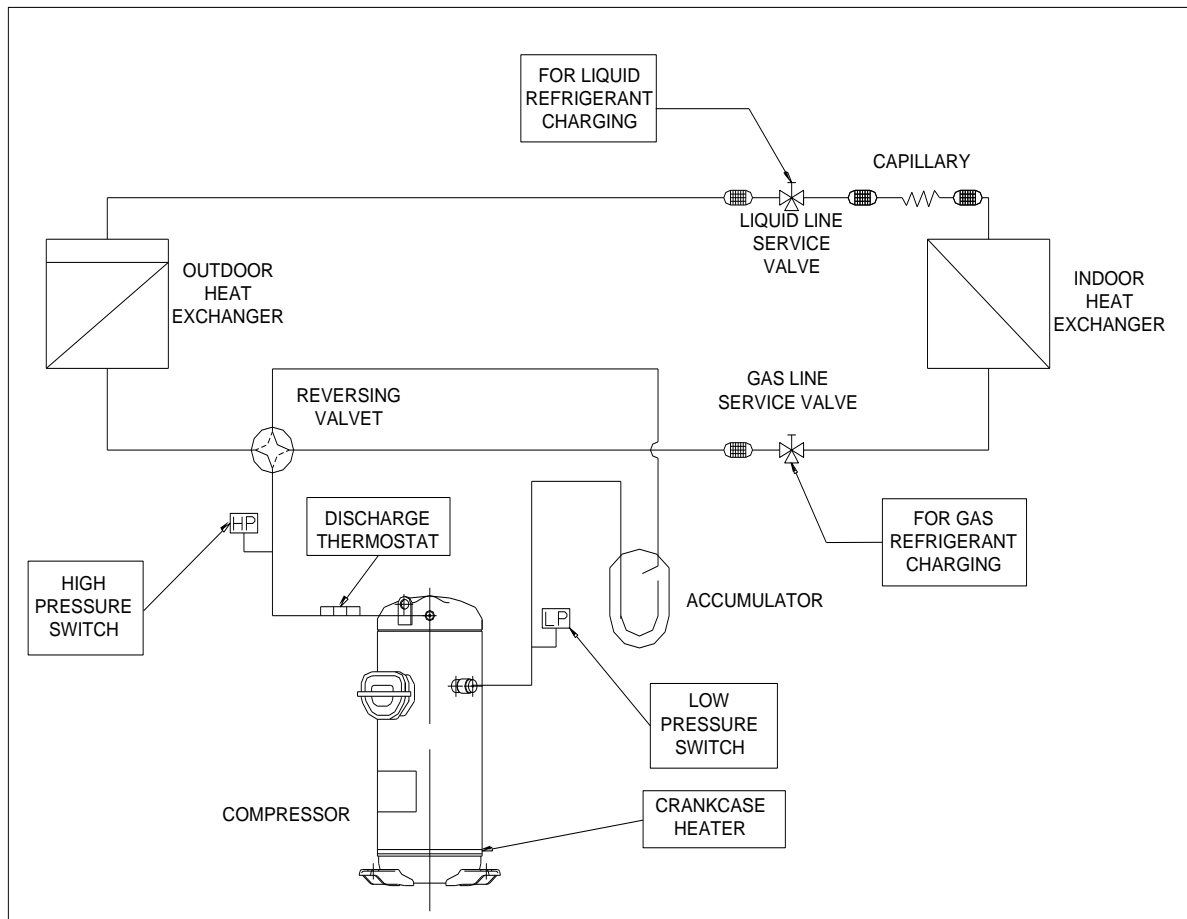 FOR LIQUID
REFRIGERANT
CHARGING
CAPILLARY
LIQUID LINE
SERVICE
VALVE
OUTDOOR
HEAT
EXCHANGER
INDOOR
HEAT
EXCHANGER
REVERSING
VALVET
GAS LINE
SERVICE VALVE
HP
DISCHARGE
THERMOSTAT
FOR GAS
REFRIGERANT
CHARGING
HIGH
PRESSURE
SWITCH
ACCUMULATOR
LP
LOW
PRESSURE
SWITCH
COMPRESSOR
CRANKCASE
HEATER